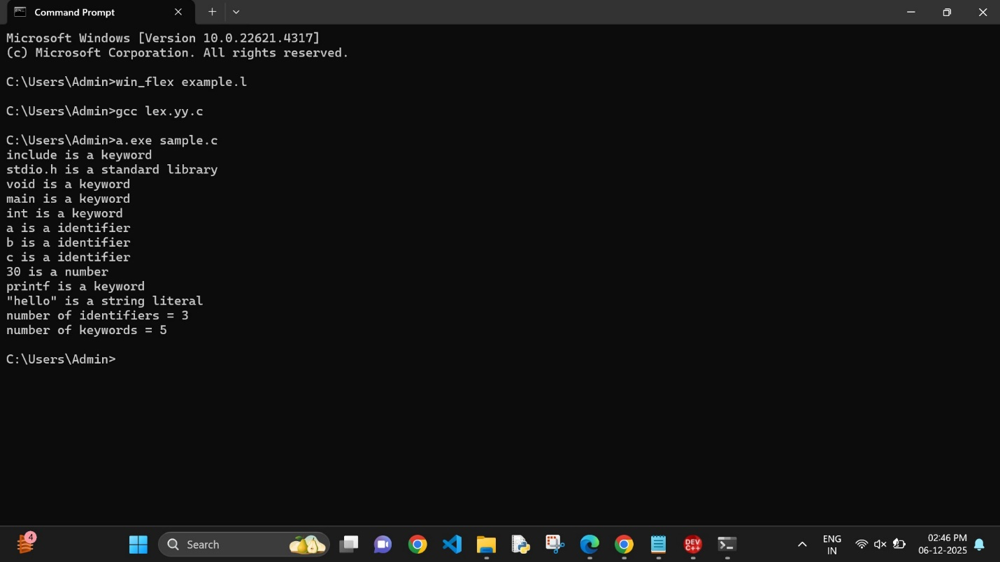 Command Prompt
Microsoft Windows [Version 10.0.22621.4317]
(c) Microsoft Corporation. All rights reserved.
C:\Users\Admin>win_flex example.l
C:\Users\Admin>gcc lex.yy.c
C:\Users\Admin>a.exe sample.c
include is a keyword
stdio.h is a standard library
void is a keyword
main is a keyword
int is a keyword
a is a identifier
b is a identifier
c is a identifier
30 is a number
printf is a keyword
"hello" is a string literal
number of identifiers = 3
number of keywords = 5
C:\Users\Admin>
4
Search
DEV
C++
ENG
IN
02:46 PM
06-12-2025